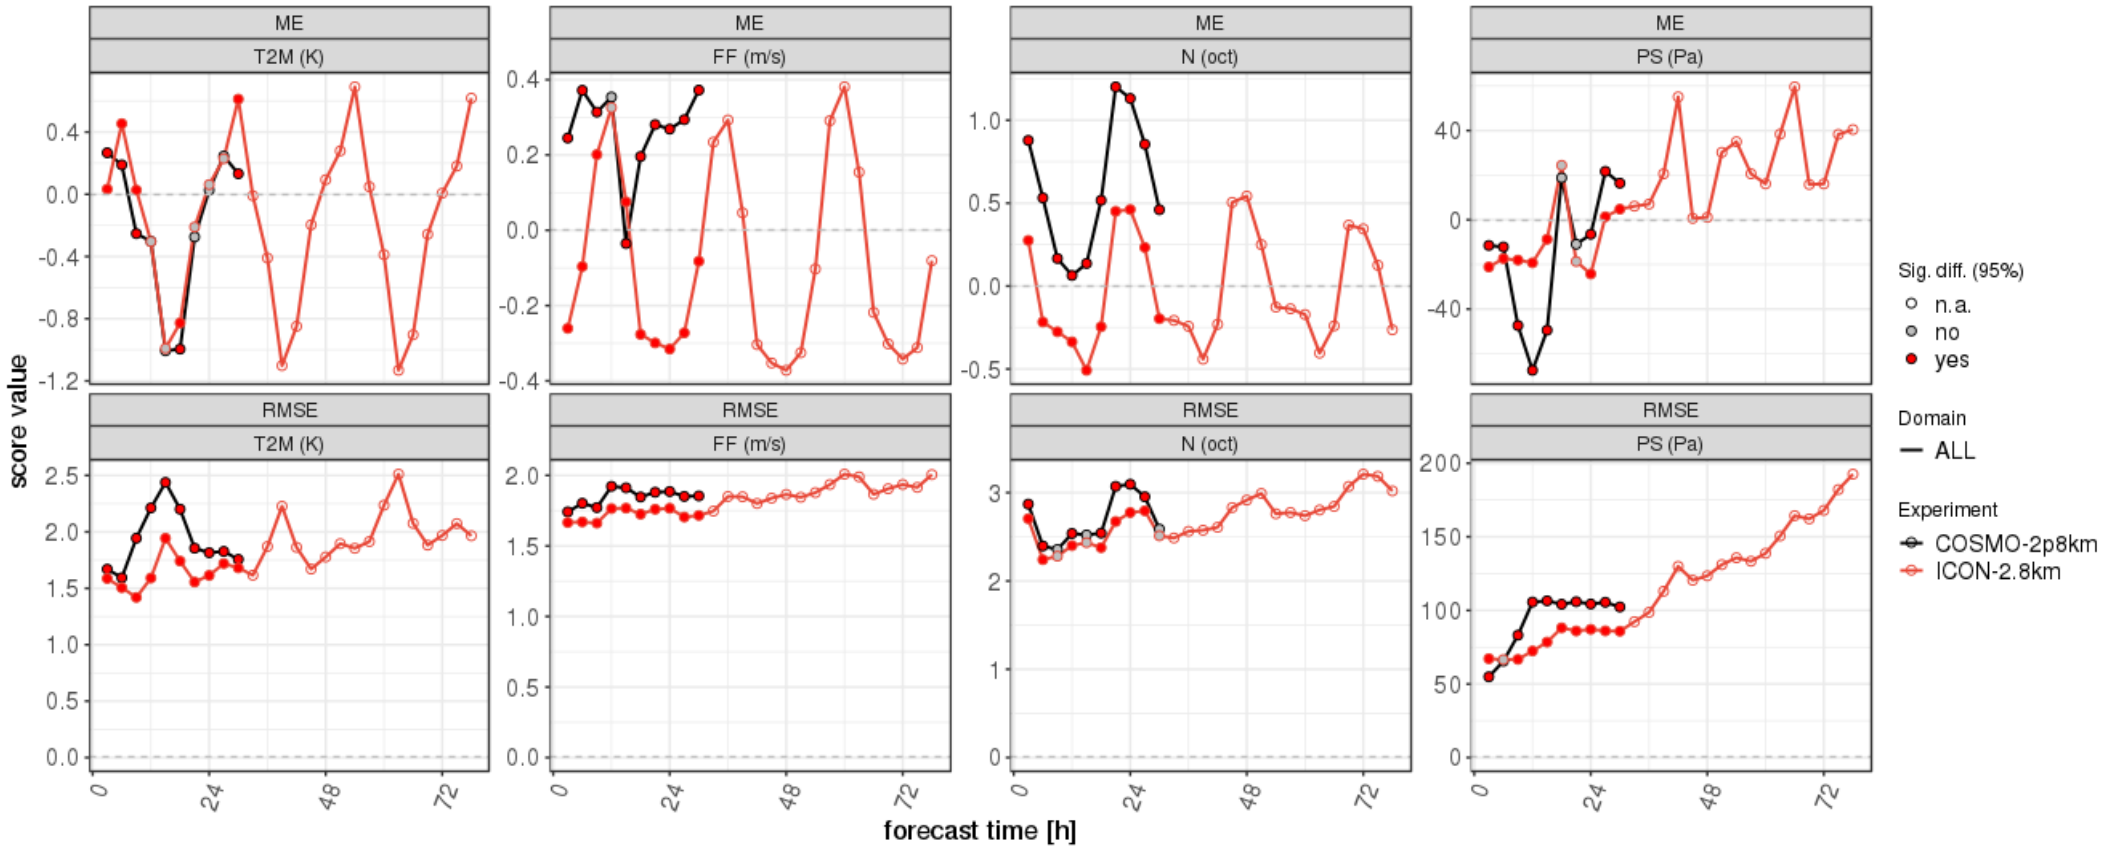 ME
ME
ME
ME
T2M (K)
FF (m/s)
N (oct)
PS (Pa)
0.4
0.0
-0.4
-0.8
-1.2
0.4
0.2
0.0
-0.2
-0.4
1.0
0.5
0.0
-0.5
40
0
-40
RMSE
RMSE
RMSE
RMSE
T2M (K)
FF (m/s)
N (oct)
PS (Pa)
2.5
2.0
1.5
1.0
0.5
0.0
2.0
1.5
1.0
0.5
0.0
3
2
1
0
200
150
100
50
0
0
24
48
72
0
24
48
72
0
24
48
72
0
24
48
72
score value
forecast time [h]
Sig. diff. (95%)
n.a.
no
yes
Domain
ALL
Experiment
COSMO-2p8km
ICON-2.8km